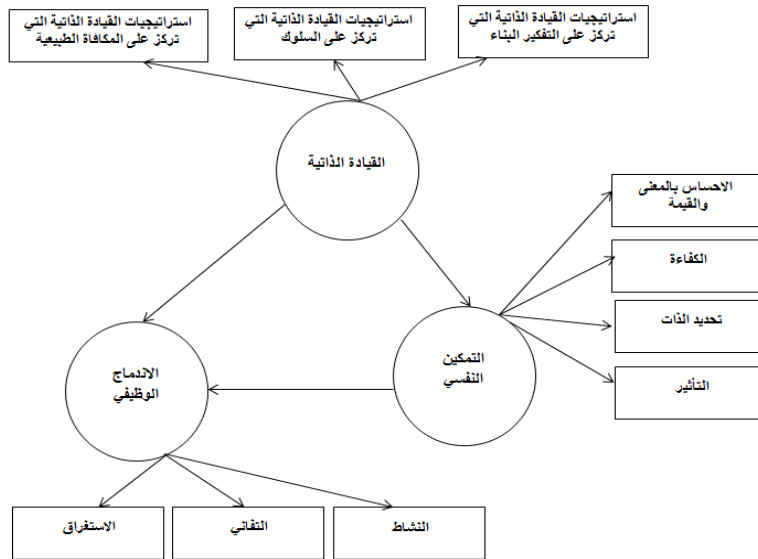 استراتيجيات القيادة الذاتية التي
تركز على التفكير البناء
استراتيجيات القيادة الذاتية التي
تركز على السلوك
استراتيجيات القيادة الذاتية التي
تركز على المكافاة الطبيعية
القيادة الذاتية
الاحساس بالمعنى
والقيمة
الكفاءة
تحديد الذات
التأثير
التمكين
النفسي
الاندماج
الوظيفي
النشاط
التفاني
الاستغراق